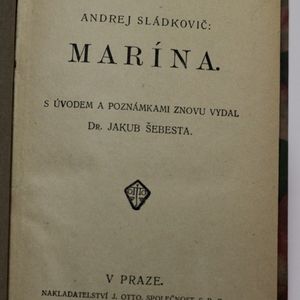 ANDREJ SLÁDKOVIČ:
MARÍNA.
S ÚVODEM A POZNÁMKAMI ZNOVU VYDAL
DR. JAKUB ŠEBESTA.
V PRAZE.
NAKLADATELSTVÍ J. OTTO, SPOLEČNOST S R. O.